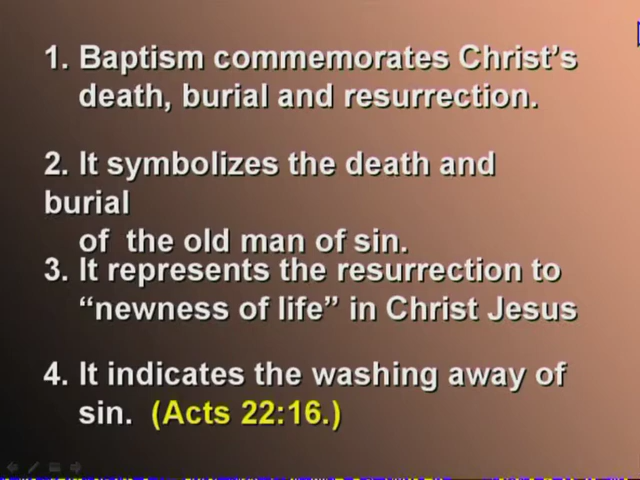 1. Baptism commemorates Christ's
death, burial and resurrection.
2. It symbolizes the death and
burial
of the old man of sin.
3. It represents the resurrection to
“newness of life” in Christ Jesus
4. It indicates the washing away of
sin. (Acts 22:16.)